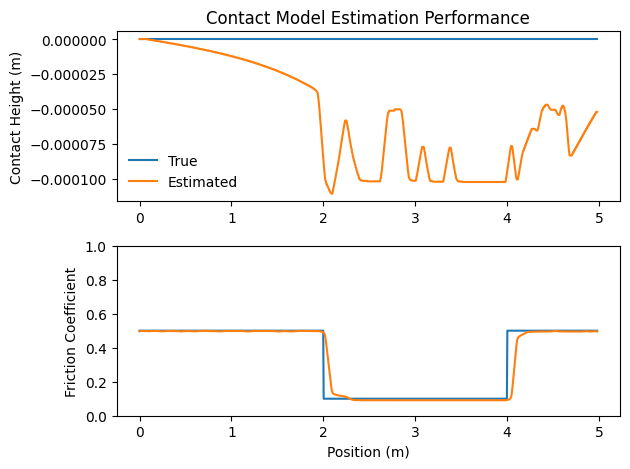 Contact Model Estimation Performance
Contact Height (m)
0.000000
−0.000025
−0.000050
−0.000075
−0.000100
True
Estimated
0 1 2 3 4 5
Friction Coefficient
1.0
0.8
0.6
0.4
0.2
0.0
0 1 2 3 4 5
Position (m)